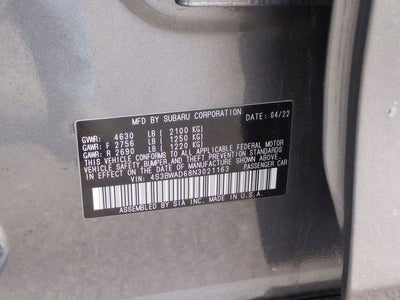 MFD BY SUBARU CORPORATION DATE: 04/22
GVWR: 4630 LB ( 2100 KG)
GAWR: F 2756 LB ( 1250 KG)
GAWR: R 2690 LB ( 1220 KG)
THIS VEHICLE CONFORMS TO ALL APPLICABLE FEDERAL MOTOR
VEHICLE SAFETY, BUMPER, AND THEFT PREVENTION STANDARDS
IN EFFECT ON THE DATE OF MANUFACTURE SHOWN ABOVE.
VIN: 4S3BWAD68N3021163 PASSENGER CAR
ASSEMBLED BY SIA INC. MADE IN U.S.A.